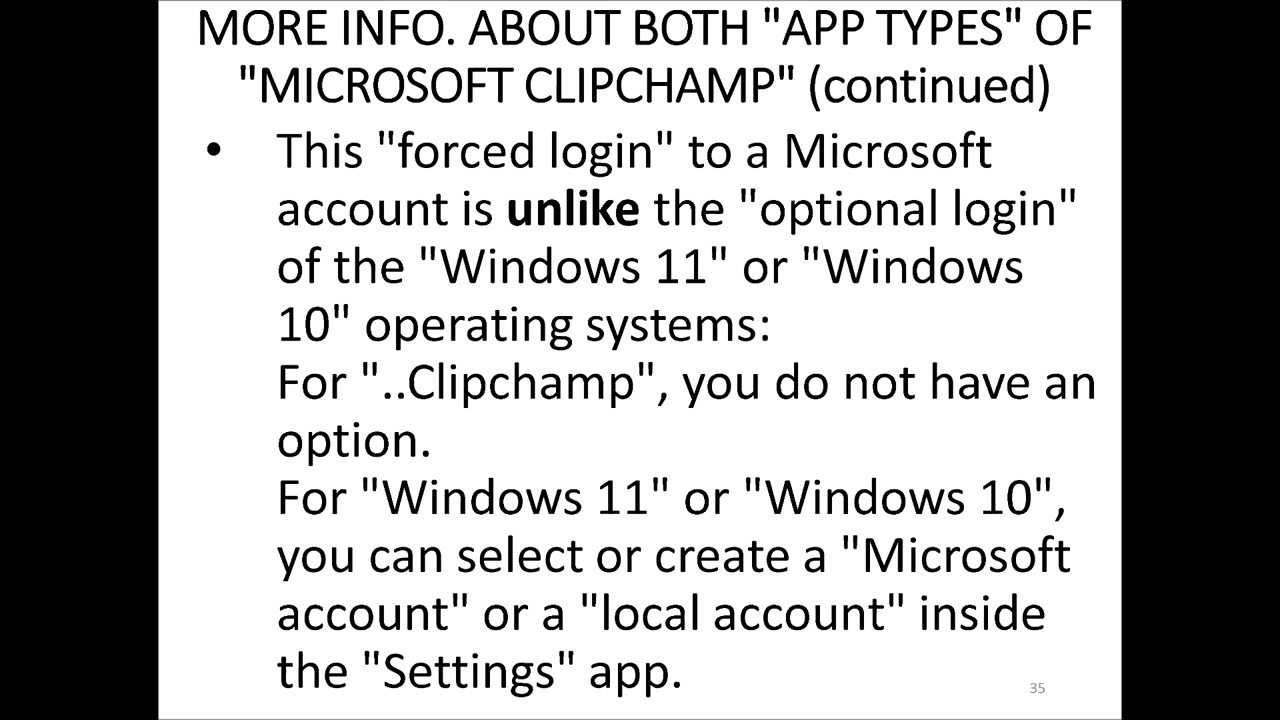 MORE INFO. ABOUT BOTH "APP TYPES" OF
"MICROSOFT CLIPCHAMP" (continued)
• This "forced login" to a Microsoft
account is unlike the "optional login"
of the "Windows 11" or "Windows
10" operating systems:
For "..Clipchamp", you do not have an
option.
For "Windows 11" or "Windows 10",
you can select or create a "Microsoft
account" or a "local account" inside
the "Settings" app.
35